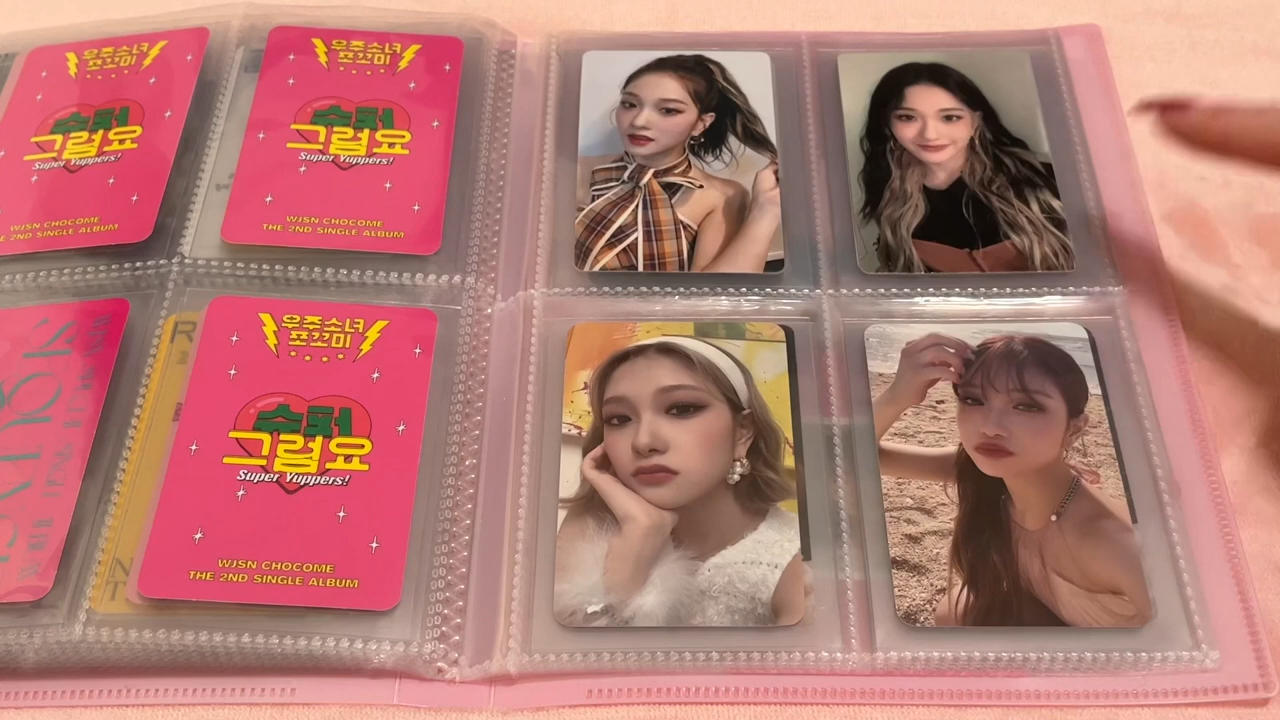 우주소녀
쪼꼬미
슈퍼
그럼요
Super Yuppers!
WJSN CHOCOME
THE 2ND SINGLE ALBUM
우주소녀
쪼꼬미
슈퍼
그럼요
Super Yuppers!
WJSN CHOCOME
THE 2ND SINGLE ALBUM
우주소녀
쪼꼬미
슈퍼
그럼요
Super Yuppers!
WJSN CHOCOME
THE 2ND SINGLE ALBUM